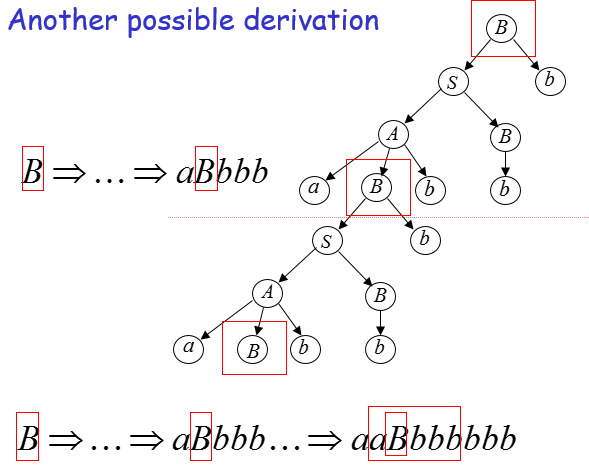 Another possible derivation
B
S b
A B
B ⇒ … ⇒ aBbbb
a B b b
S b
A B
a B b b
B ⇒ … ⇒ aBbbb … ⇒ aaBbbbbbb